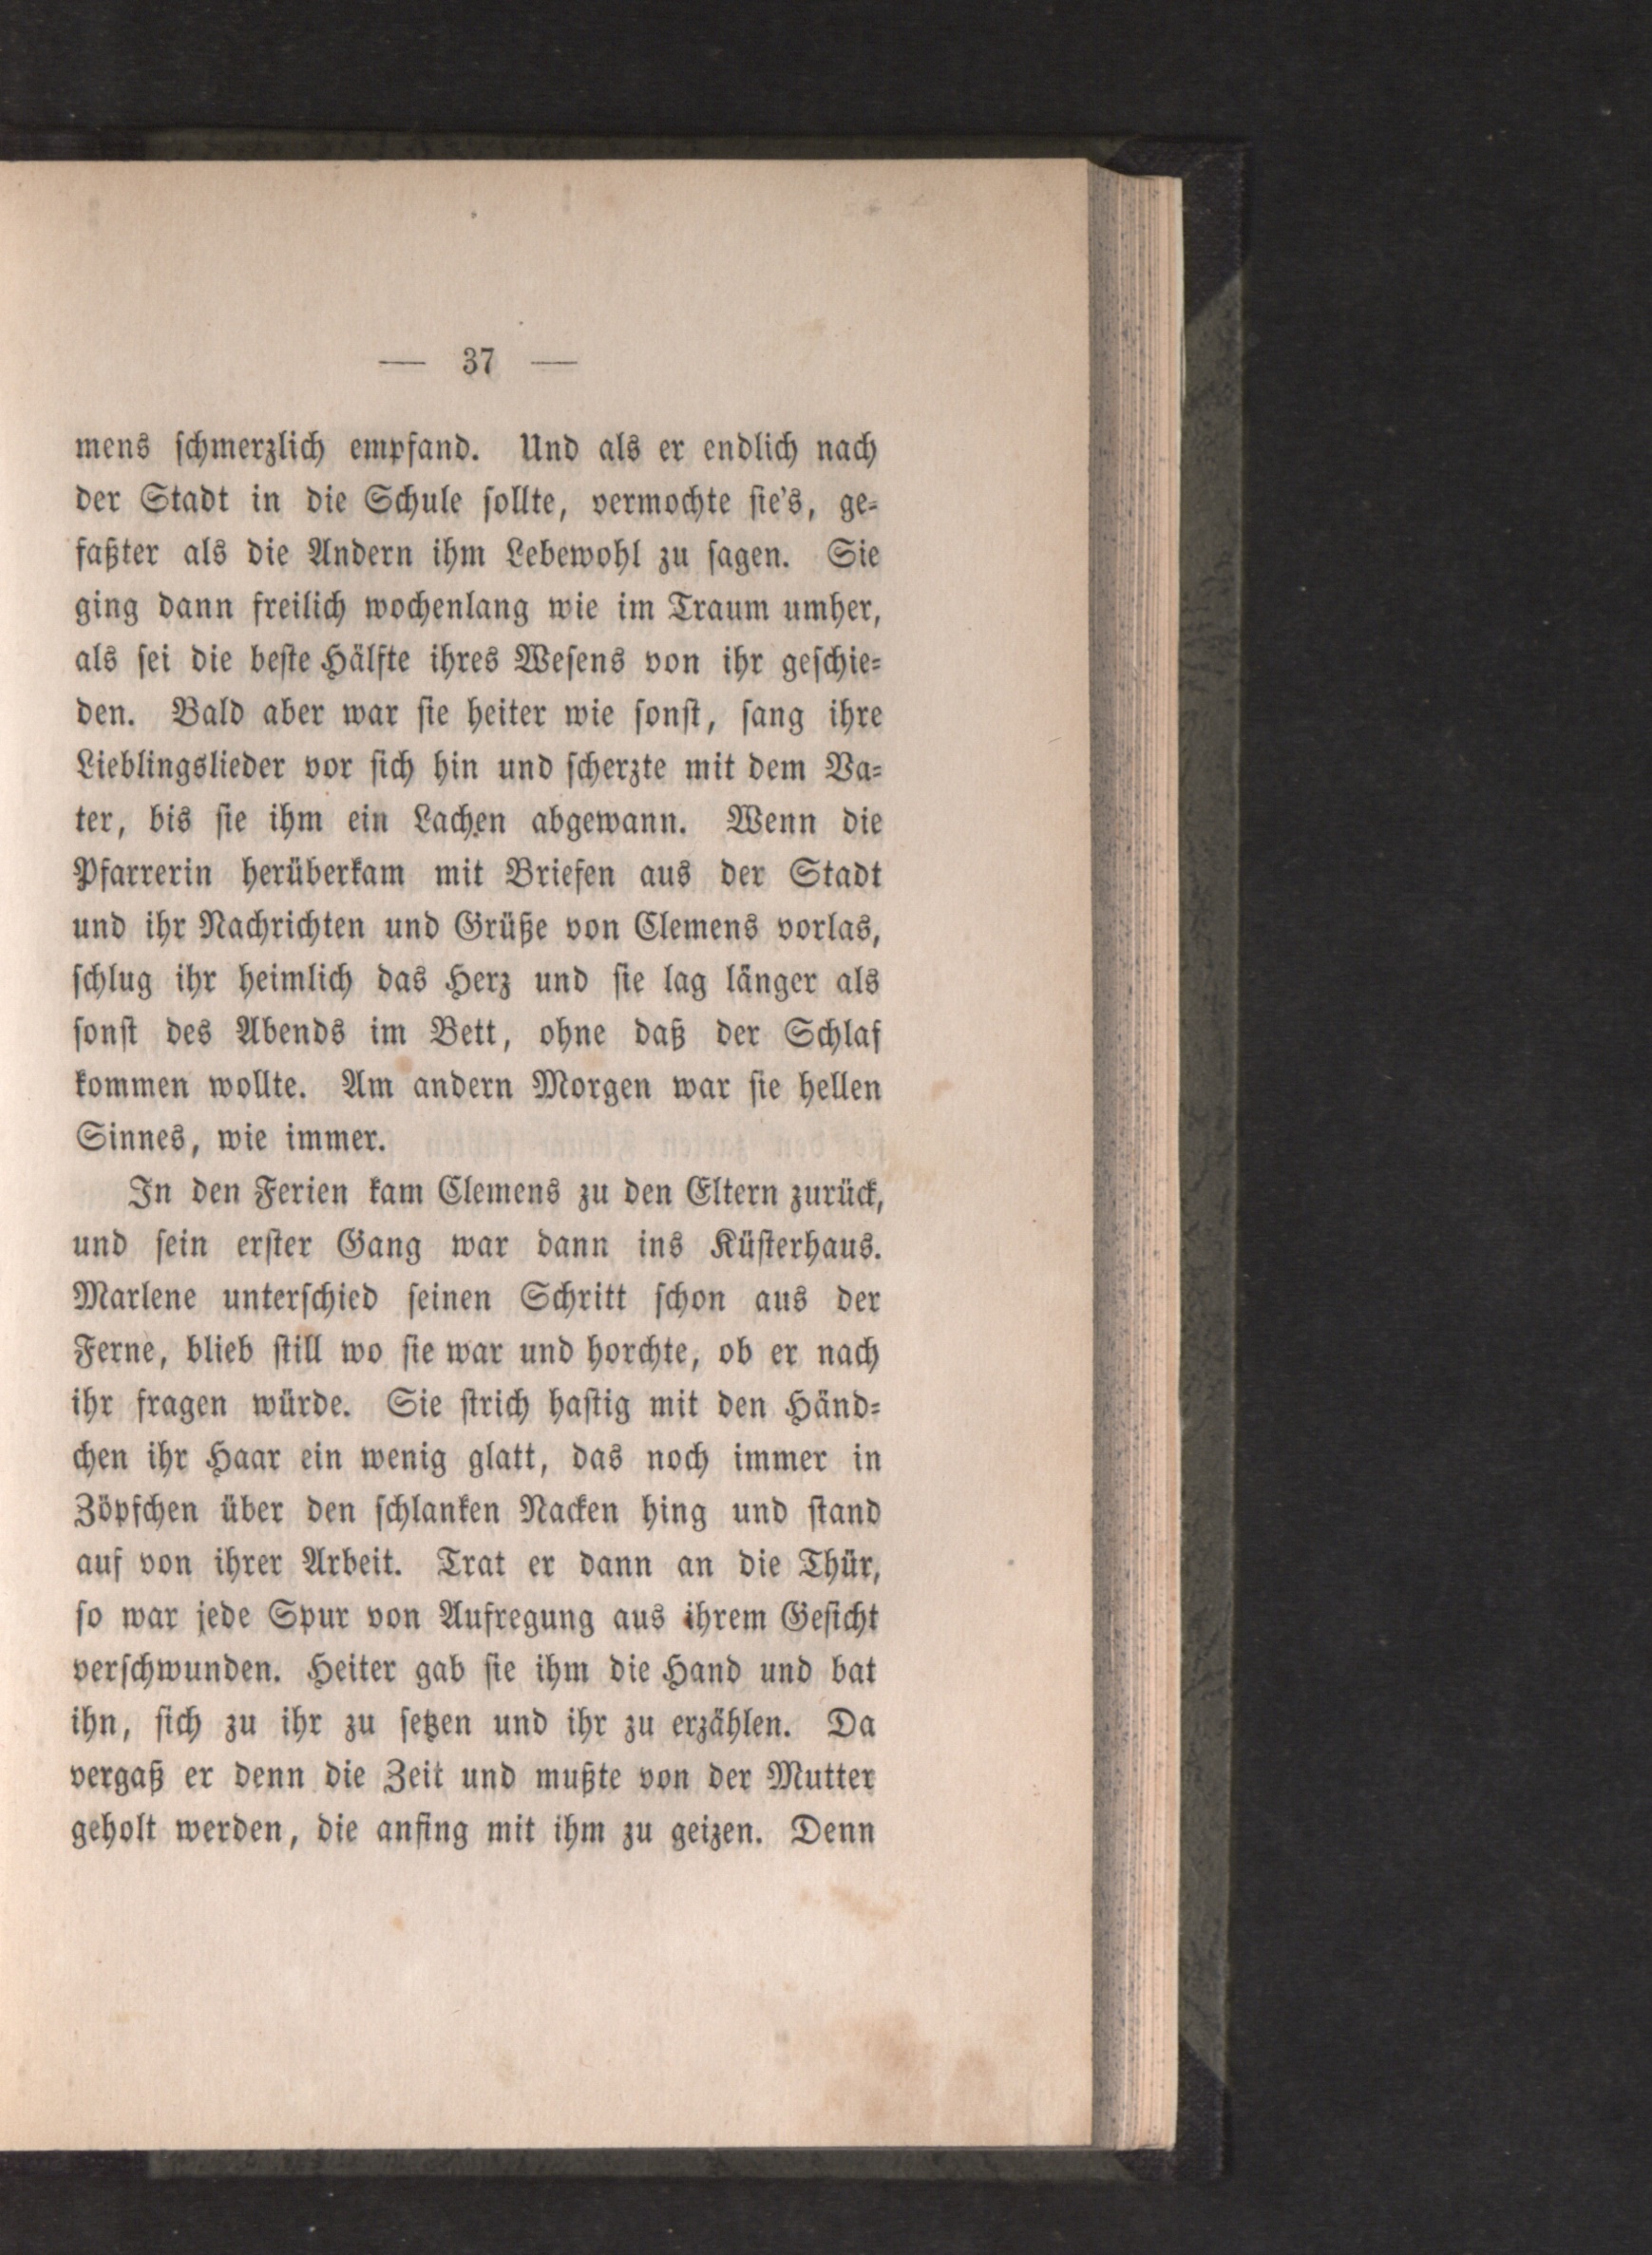 — 37 —
mens schmerzlich empfand. Und als er endlich nach
der Stadt in die Schule sollte, vermochte sie's, ge-
faßter als die Andern ihm Lebewohl zu sagen. Sie
ging dann freilich wochenlang wie im Traum umher,
als sei die beste Hälfte ihres Wesens von ihr geschie-
den. Bald aber war sie heiter wie sonst, sang ihre
Lieblingslieder vor sich hin und scherzte mit dem Va-
ter, bis sie ihm ein Lachen abgewann. Wenn die
Pfarrerin herüberkam mit Briefen aus der Stadt
und ihr Nachrichten und Grüße von Clemens vorlas,
schlug ihr heimlich das Herz und sie lag länger als
sonst des Abends im Bett, ohne daß der Schlaf
kommen wollte. Am andern Morgen war sie hellen
Sinnes, wie immer.
In den Ferien kam Clemens zu den Eltern zurück,
und sein erster Gang war dann ins Küsterhaus.
Marlene unterschied seinen Schritt schon aus der
Ferne, blieb still wo sie war und horchte, ob er nach
ihr fragen würde. Sie strich hastig mit den Händ-
chen ihr Haar ein wenig glatt, das noch immer in
Zöpfchen über den schlanken Nacken hing und stand
auf von ihrer Arbeit. Trat er dann an die Thür,
so war jede Spur von Aufregung aus ihrem Gesicht
verschwunden. Heiter gab sie ihm die Hand und bat
ihn, sich zu ihr zu setzen und ihr zu erzählen. Da
vergaß er denn die Zeit und mußte von der Mutter
geholt werden, die anfing mit ihm zu geizen. Denn